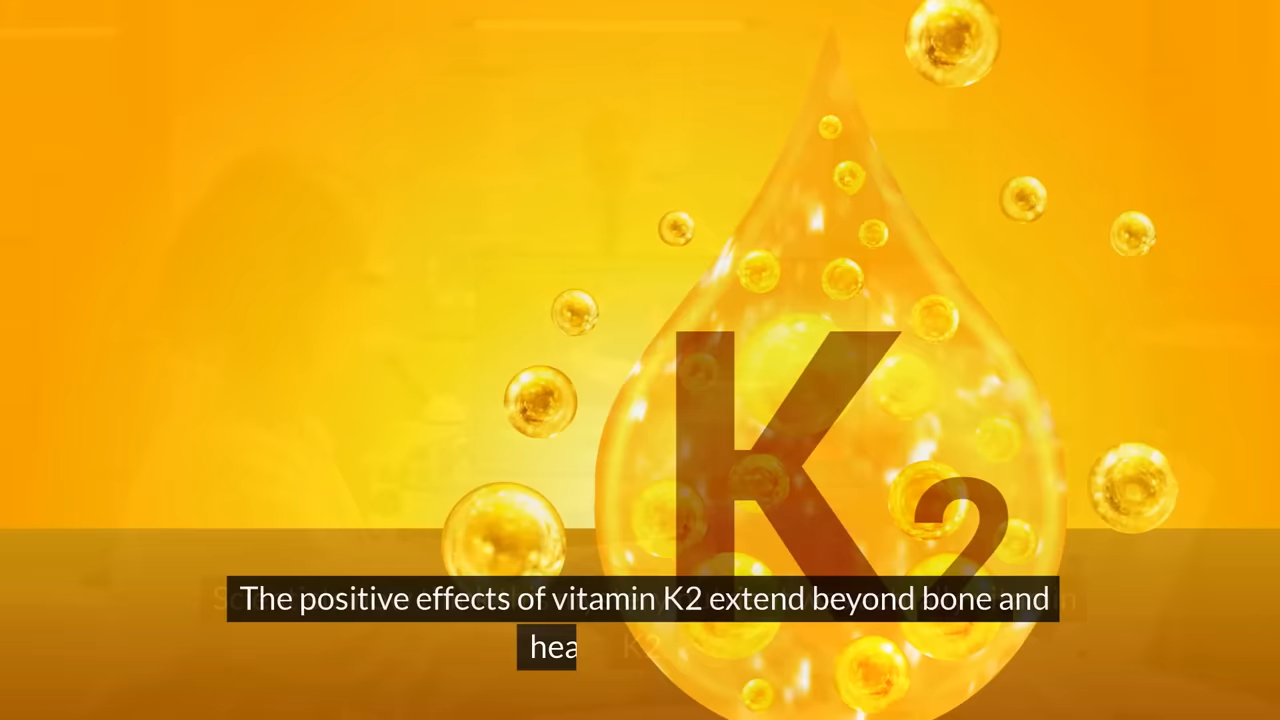 K2
The positive effects of vitamin K2 extend beyond bone and
hea